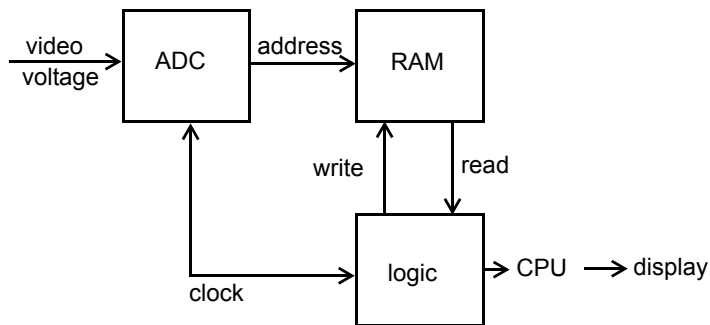 video
voltage
ADC
address
RAM
write
read
clock
logic
CPU
display